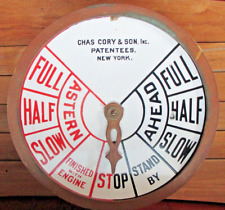 CHAS CORY & SON, INC.
PATENTEES,
NEW YORK.
FULL
HALF
SLOW
ASTERN
FINISHED
WITH
ENGINE
STOP
STAND
BY
AHEAD
FULL
HALF
SLOW